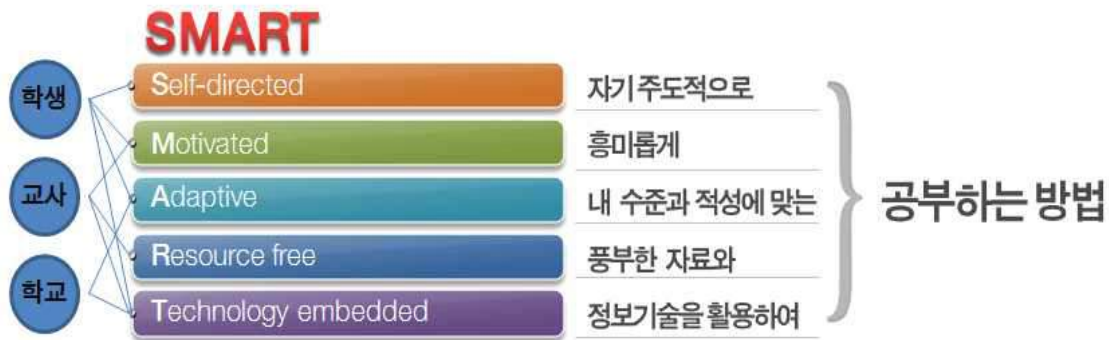 SMART
학생
교사
학교
Self-directed
Motivated
Adaptive
Resource free
Technology embedded
자기 주도적으로
흥미롭게
내 수준과 적성에 맞는
풍부한 자료와
정보기술을 활용하여
공부하는 방법